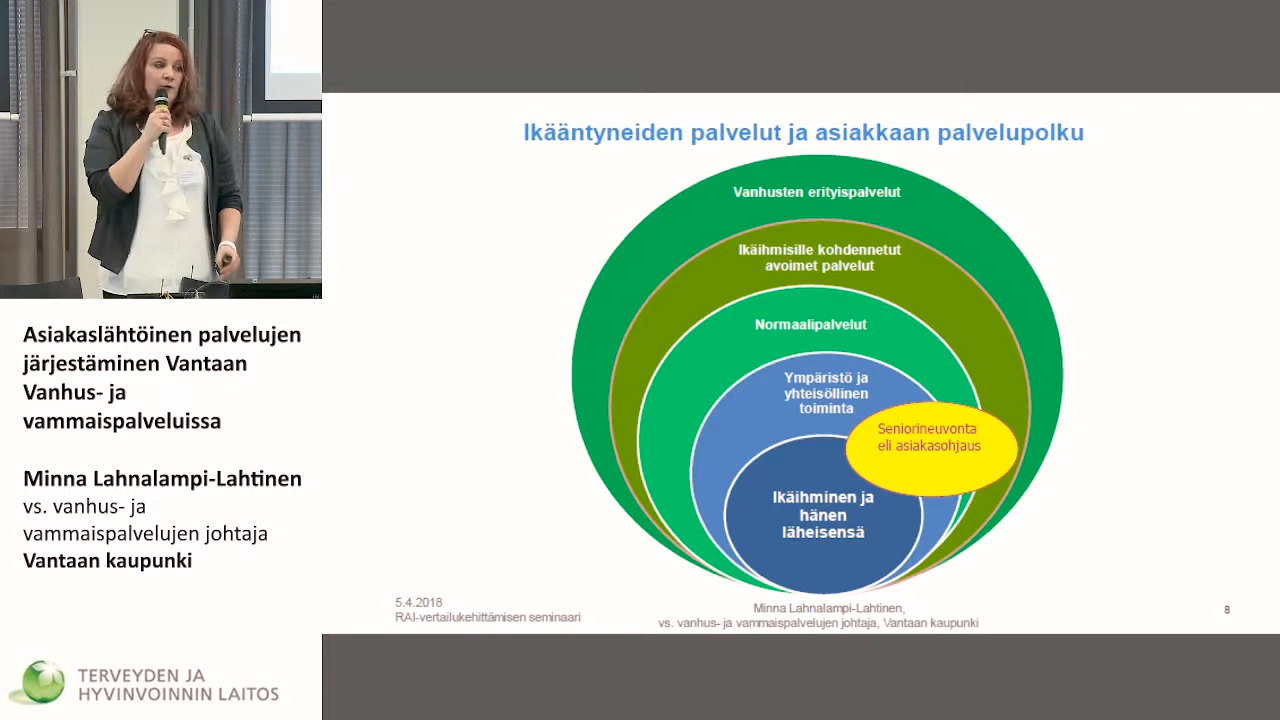 Asiakaslähtöinen palvelujen
järjestäminen Vantaan
Vanhus- ja
vammaispalveluissa
Minna Lahnalampi-Lahtinen
vs. vanhus- ja
vammaispalvelujen johtaja
Vantaan kaupunki
TERVEYDEN JA
HYVINVOINNIN LAITOS
Ikääntyneiden palvelut ja asiakkaan palvelupolku
Vanhusten erityispalvelut
Ikäihmisille kohdennetut
avoimet palvelut
Normaalipalvelut
Ympäristö ja
yhteisöllinen
toiminta
Seniorineuvonta
eli asiakasohjaus
Ikäihminen ja
hänen
läheisensä
5.4.2018
RAI-vertailukehittämisen seminaari
Minna Lahnalampi-Lahtinen,
vs. vanhus- ja vammaispalvelujen johtaja, Vantaan kaupunki
8